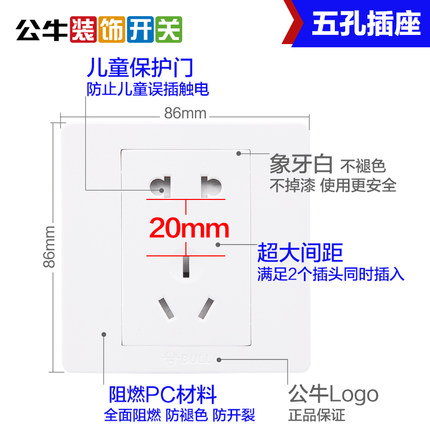 公牛装饰开关
五孔插座
儿童保护门
防止儿童误插触电
86mm
象牙白 不褪色
不掉漆 使用更安全
20mm
86mm
超大间距
满足2个插头同时插入
阻燃PC材料
全面阻燃 防褪色 防开裂
公牛Logo
正品保证